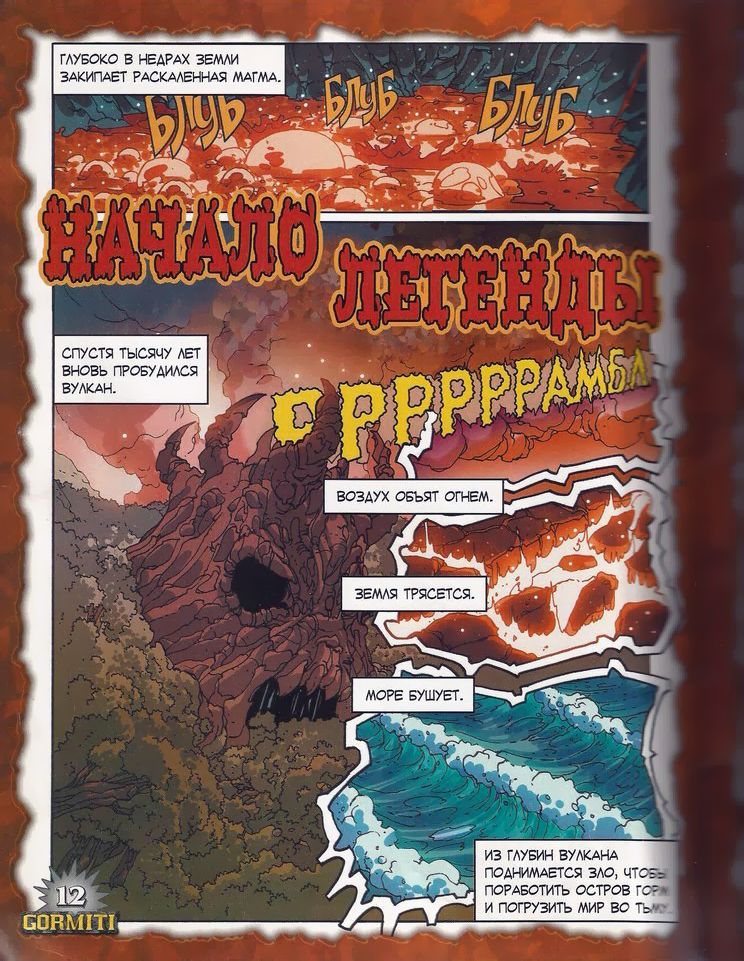 ГЛУБОКО В НЕДРАХ ЗЕМЛИ
ЗАКИПАЕТ РАСКАЛЕННАЯ МАГМА.
БЛУБ
БЛУБ
БЛУБ
НАЧАЛО
ЛЕГЕНДЫ
СПУСТЯ ТЫСЯЧУ ЛЕТ
ВНОВЬ ПРОБУДИЛСЯ
ВУЛКАН.
РРРРРРАМБЛ
ВОЗДУХ ОБЪЯТ ОГНЕМ.
ЗЕМЛЯ ТРЯСЕТСЯ.
МОРЕ БУШУЕТ.
ИЗ ГЛУБИН ВУЛКАНА
ПОДНИМАЕТСЯ ЗЛО, ЧТОБЫ
ПОРАБОТИТЬ ОСТРОВ ГОРМ
И ПОГРУЗИТЬ МИР ВО ТЬМУ.
12
GORMITI